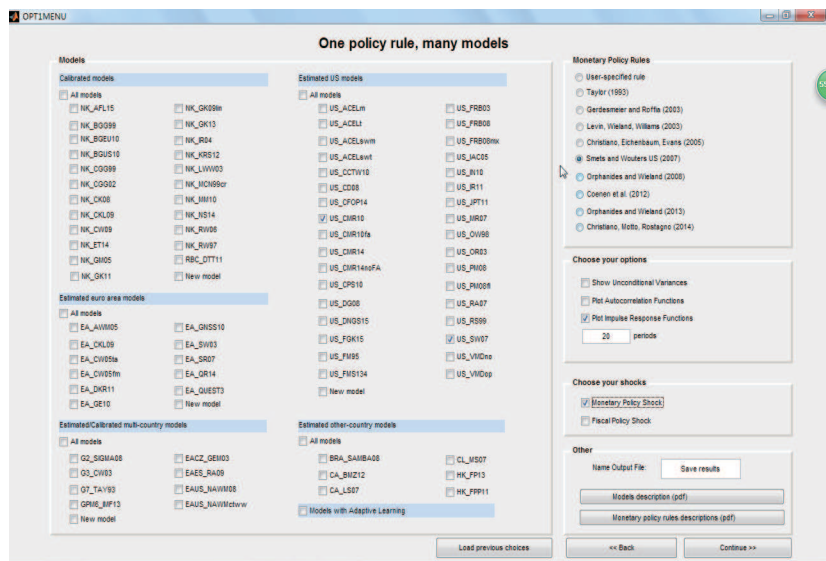 OPT1MENU
One policy rule, many models
Models
Calibrated models
All models
NK_AFL15
NK_BGG99
NK_BGEU10
NK_BGUS10
NK_CGG99
NK_CGG02
NK_CK08
NK_CKL09
NK_CW09
NK_ET14
NK_GM05
NK_GK11
NK_GK09lin
NK_GK13
NK_IR04
NK_KRS12
NK_LWW03
NK_MCN99cr
NK_MM10
NK_NS14
NK_RW06
NK_RW97
RBC_DTT11
New model
Estimated euro area models
All models
EA_AWM05
EA_CKL09
EA_CW05ta
EA_CW05fm
EA_DKR11
EA_GE10
EA_GNSS10
EA_SW03
EA_SR07
EA_QR14
EA_QUEST3
New model
Estimated/Calibrated multi-country models
All models
G2_SIGMA08
G3_CW03
G7_TAY93
GPM6_IMF13
New model
EACZ_GEM03
EAES_RA09
EAUS_NAWM08
EAUS_NAWMctww
Estimated US models
All models
US_ACELm
US_ACELt
US_ACELswm
US_ACELswt
US_CCTW10
US_CD08
US_CFOP14
US_CMR10
US_CMR10fa
US_CMR14
US_CMR14noFA
US_CPS10
US_DG08
US_DNGS15
US_FGK15
US_FM95
US_FMS134
New model
US_FRB03
US_FRB08
US_FRB08mx
US_IAC05
US_IN10
US_IR11
US_JPT11
US_MR07
US_OW98
US_OR03
US_PM08
US_PM08fl
US_RA07
US_RS99
US_SW07
US_VMDno
US_VMDop
Estimated other-country models
All models
BRA_SAMBA08
CA_BMZ12
CA_LS07
CL_MS07
HK_FP13
HK_FPP11
Models with Adaptive Learning
Monetary Policy Rules
User-specified rule
Taylor (1993)
Gerdesmeier and Roffia (2003)
Levin, Wieland, Williams (2003)
Christiano, Eichenbaum, Evans (2005)
Smets and Wouters US (2007)
Orphanides and Wieland (2008)
Coenen et al. (2012)
Orphanides and Wieland (2013)
Christiano, Motto, Rostagno (2014)
Choose your options
Show Unconditional Variances
Plot Autocorrelation Functions
Plot Impulse Response Functions
20 periods
Choose your shocks
Monetary Policy Shock
Fiscal Policy Shock
Other
Name Output File: Save results
Models description (pdf)
Monetary policy rules descriptions (pdf)
Load previous choices
<< Back
Continue >>